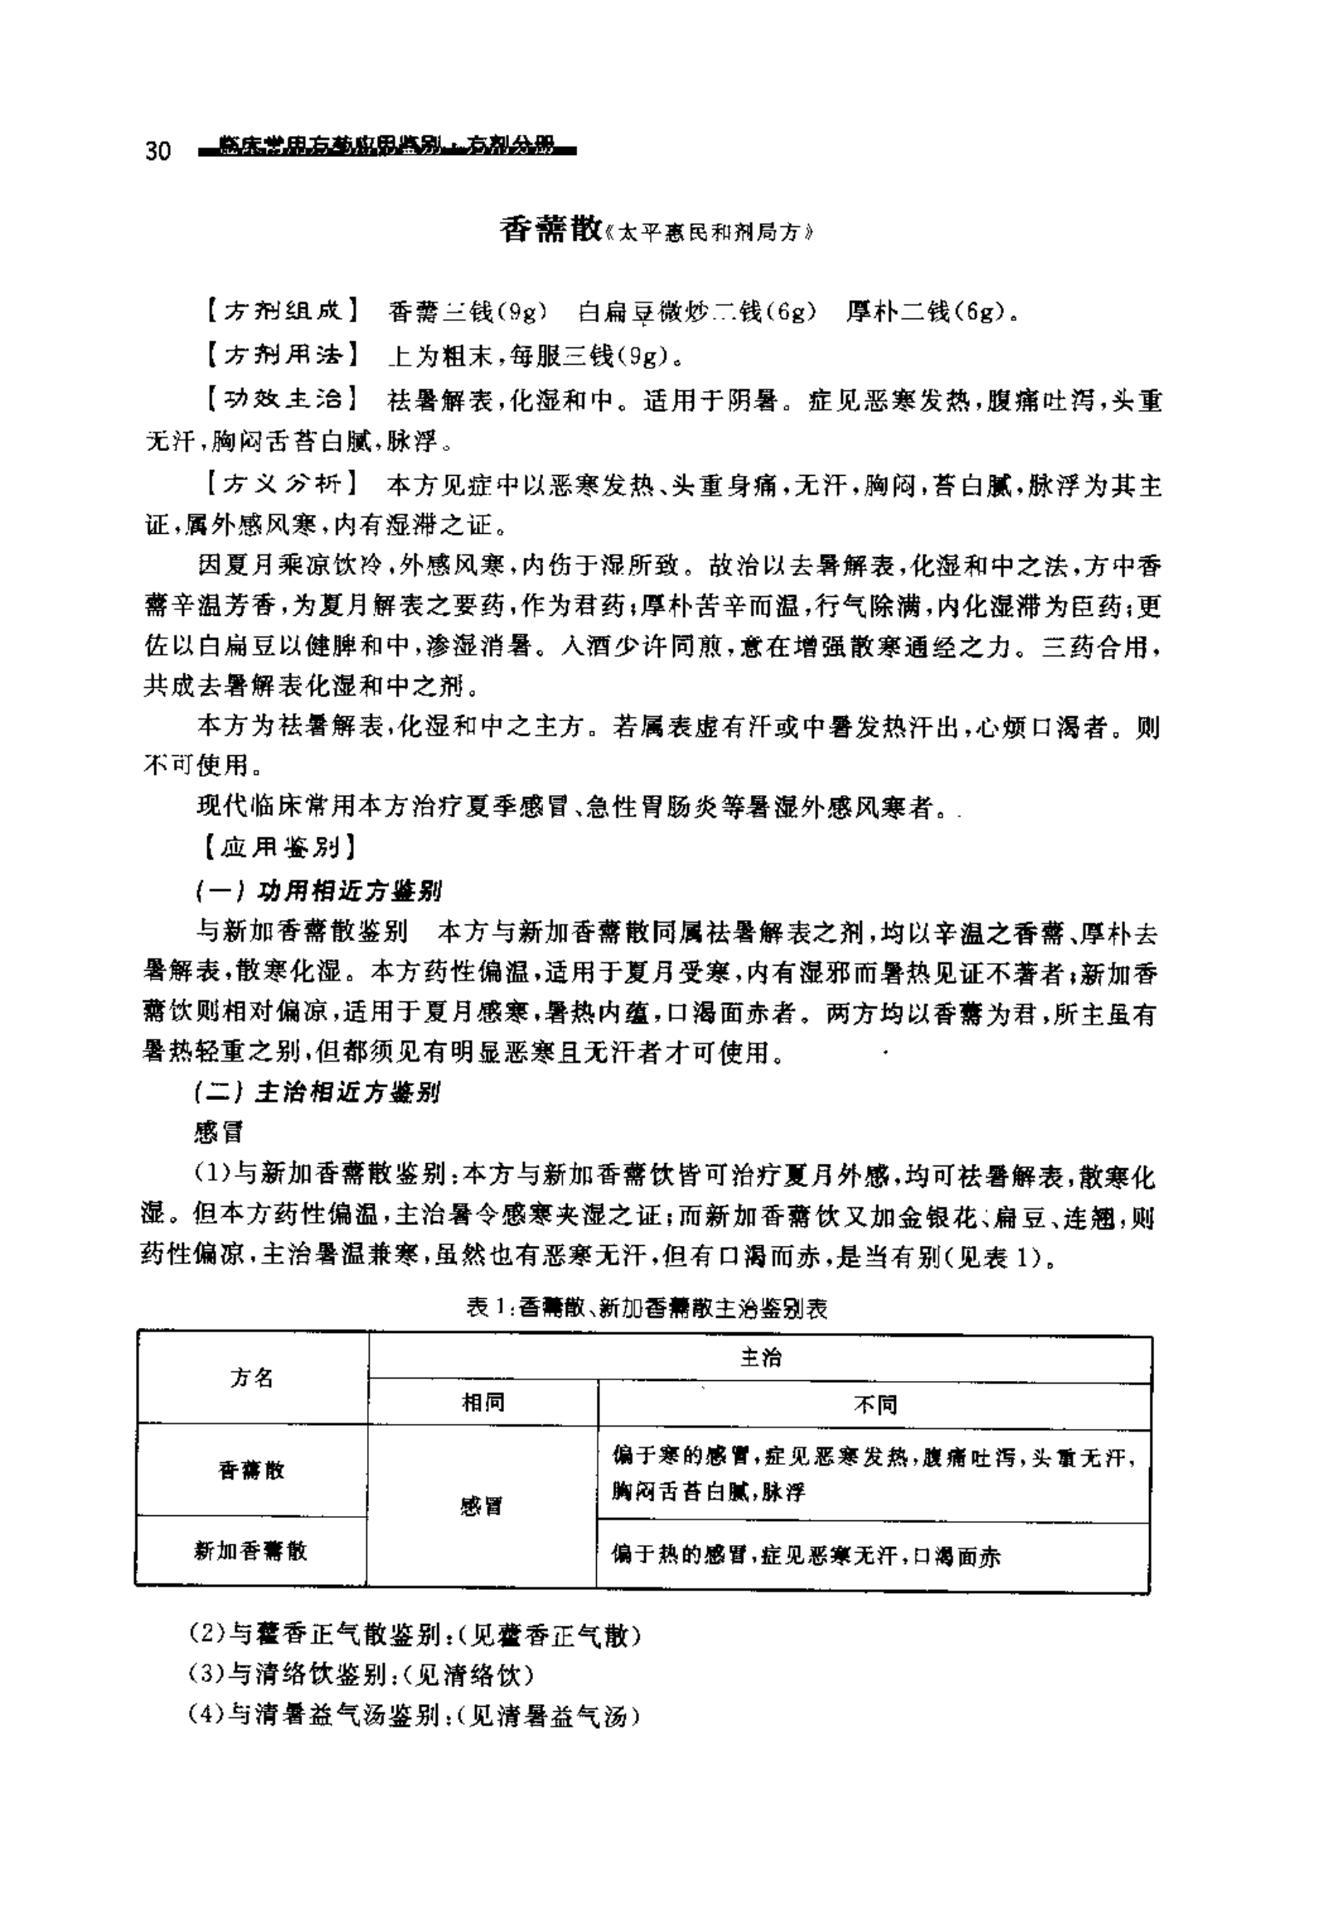 30 临床常用方药应用鉴别·方剂分册
香薷散《太平惠民和剂局方》
【方剂组成】 香薷三钱(9g) 白扁豆微炒二钱(6g) 厚朴二钱(6g)。
【方剂用法】 上为粗末,每服三钱(9g)。
【功效主治】 祛暑解表,化湿和中。适用于阴暑。症见恶寒发热,腹痛吐泻,头重
无汗,胸闷舌苔白腻,脉浮。
【方义分析】 本方见症中以恶寒发热、头重身痛,无汗,胸闷,苔白腻,脉浮为其主
证,属外感风寒,内有湿滞之证。
因夏月乘凉饮冷,外感风寒,内伤于湿所致。故治以去暑解表,化湿和中之法,方中香
薷辛温芳香,为夏月解表之要药,作为君药;厚朴苦辛而温,行气除满,内化湿滞为臣药;更
佐以白扁豆以健脾和中,渗湿消暑。入酒少许同煎,意在增强散寒通经之力。三药合用,
共成去暑解表化湿和中之剂。
本方为祛暑解表,化湿和中之主方。若属表虚有汗或中暑发热汗出,心烦口渴者。则
不可使用。
现代临床常用本方治疗夏季感冒、急性胃肠炎等暑湿外感风寒者。
【应用鉴别】
(一)功用相近方鉴别
与新加香薷散鉴别 本方与新加香薷散同属祛暑解表之剂,均以辛温之香薷、厚朴去
暑解表,散寒化湿。本方药性偏温,适用于夏月受寒,内有湿邪而暑热见证不著者;新加香
薷饮则相对偏凉,适用于夏月感寒,暑热内蕴,口渴面赤者。两方均以香薷为君,所主虽有
暑热轻重之别,但都须见有明显恶寒且无汗者才可使用。
(二)主治相近方鉴别
感冒
(1)与新加香薷散鉴别:本方与新加香薷饮皆可治疗夏月外感,均可祛暑解表,散寒化
湿。但本方药性偏温,主治暑令感寒夹湿之证;而新加香薷饮又加金银花、扁豆、连翘,则
药性偏凉,主治暑温兼寒,虽然也有恶寒无汗,但有口渴而赤,是当有别(见表1)。
表1:香薷散、新加香薷散主治鉴别表
方名 主治
相同 不同
香薷散 感冒 偏于寒的感冒,症见恶寒发热,腹痛吐泻,头重无汗,
胸闷舌苔白腻,脉浮
新加香薷散 偏于热的感冒,症见恶寒无汗,口渴面赤
(2)与藿香正气散鉴别:(见藿香正气散)
(3)与清络饮鉴别:(见清络饮)
(4)与清暑益气汤鉴别:(见清暑益气汤)